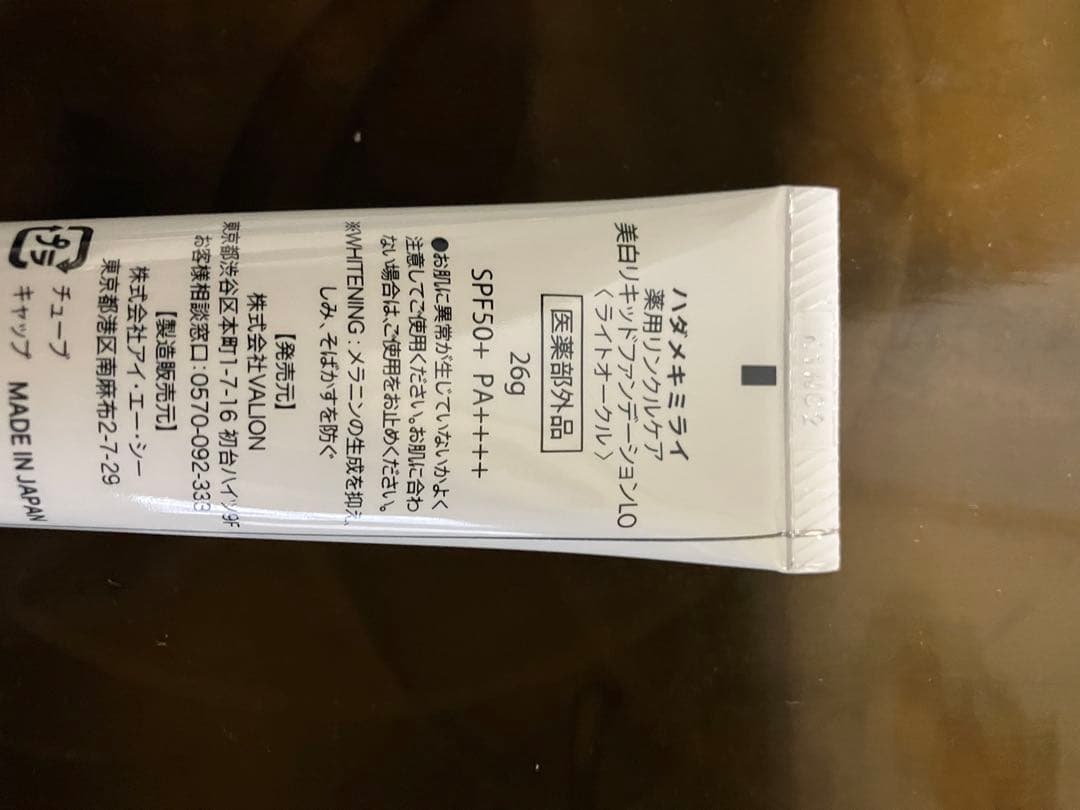 ハダメキミライ
薬用リンクルケア
美白リキッドファンデーションLO
〈ライトオークル〉
医薬部外品
26g
SPF50+ PA++++
●お肌に異常が生じていないかよく
注意してご使用ください。お肌に合わ
ない場合は、ご使用をお止めください。
※WHITENING：メラニンの生成を抑え、
しみ、そばかすを防ぐ
【発売元】
株式会社VALION
東京都渋谷区本町1-7-16 初台ハイツ9F
お客様相談窓口：0570-092-333
【製造販売元】
株式会社アイ・エー・シー
東京都港区南麻布2-7-29
プラ
チューブ
キャップ
MADE IN JAPAN